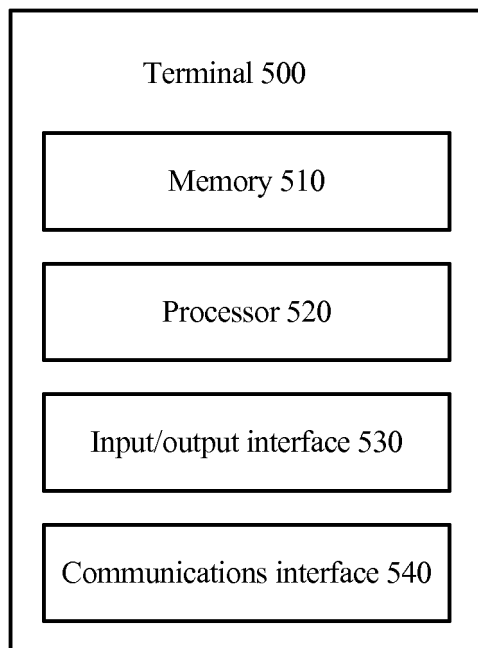 Terminal 500
Memory 510
Processor 520
Input/output interface 530
Communications interface 540